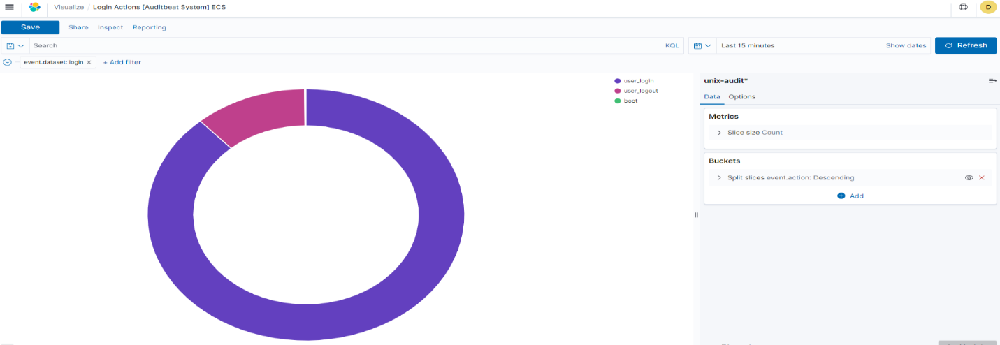 Visualize / Login Actions [Auditbeat System] ECS
D
Save Share Inspect Reporting
Search KQL Last 15 minutes Show dates Refresh
event.dataset: login × + Add filter
user_login
user_logout
boot
unix-audit*
Data Options
Metrics
Slice size Count
Buckets
Split slices event.action: Descending
Add